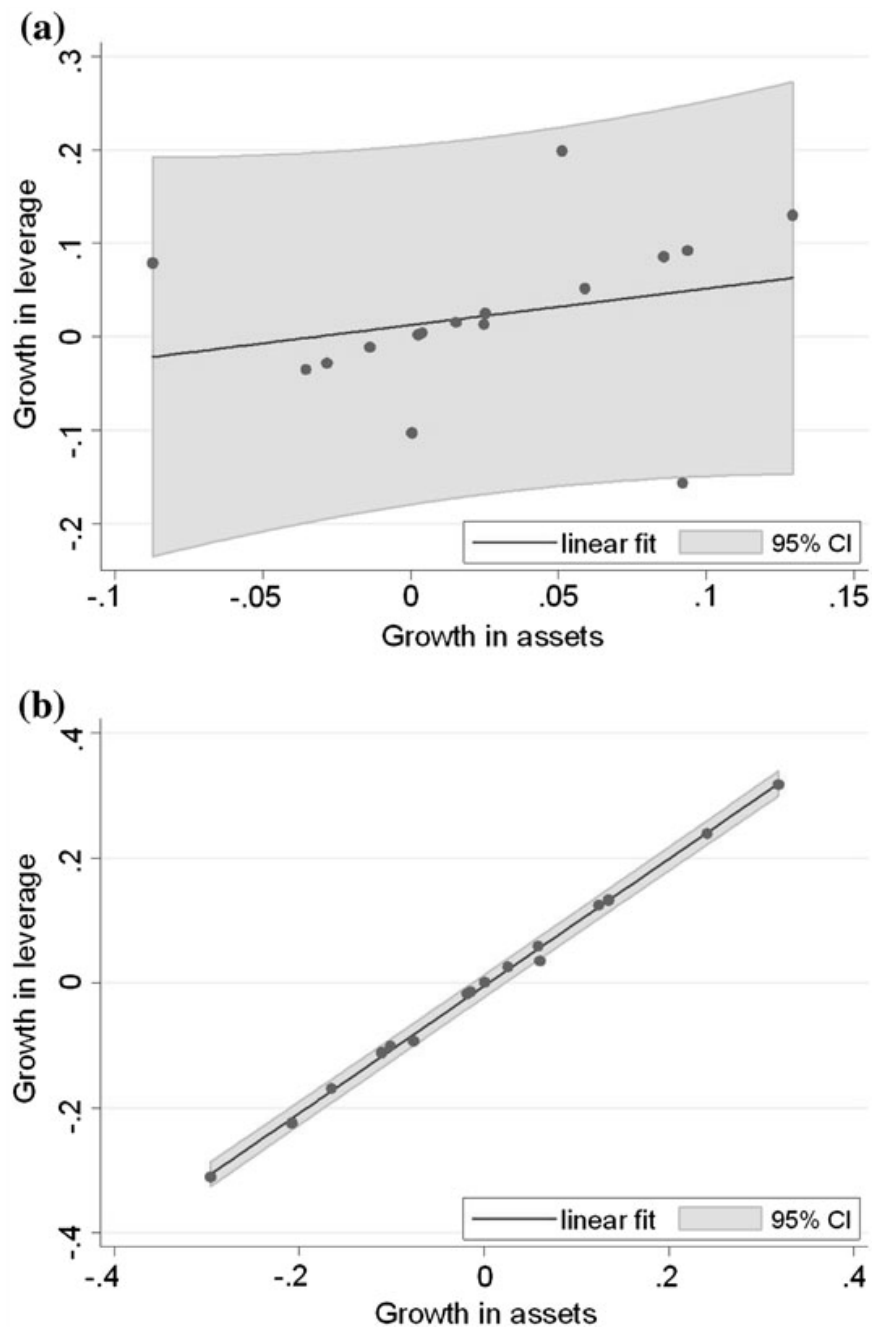 (a)
.3
.2
.1
0
-.1
-.2
Growth in leverage
linear fit 95% CI
-.1 -.05 0 .05 .1 .15
Growth in assets
(b)
.4
.2
0
-.2
-.4
Growth in leverage
linear fit 95% CI
-.4 -.2 0 .2 .4
Growth in assets